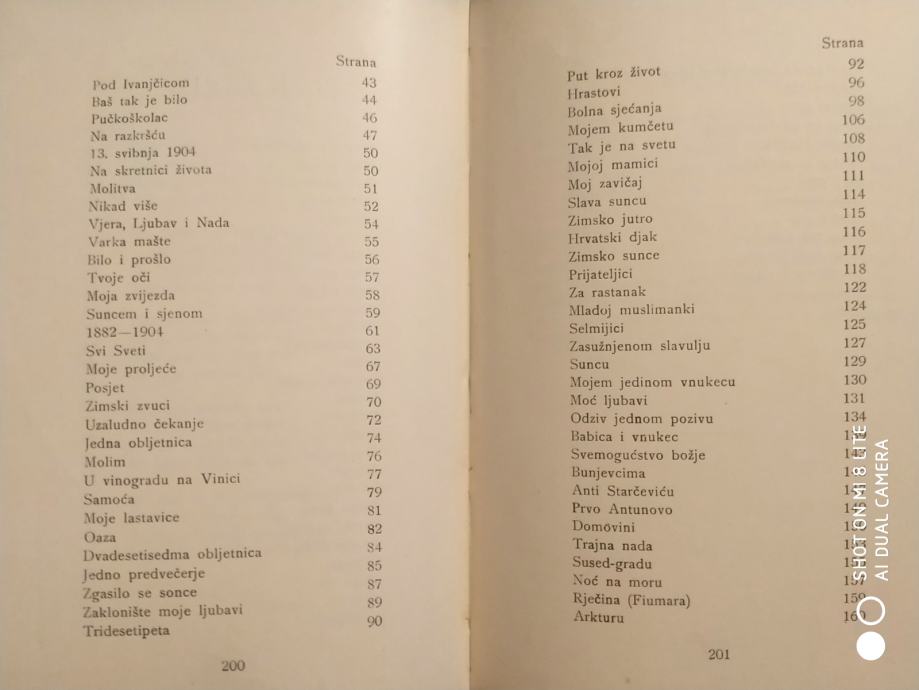 Strana
Pod Ivanjčicom 43
Baš tak je bilo 44
Pučkoškolac 46
Na razkršću 47
13. svibnja 1904 50
Na skretnici života 50
Molitva 51
Nikad više 52
Vjera, Ljubav i Nada 54
Varka mašte 55
Bilo i prošlo 56
Tvoje oči 57
Moja zvijezda 58
Suncem i sjenom 59
1882—1904 61
Svi Sveti 63
Moje proljeće 67
Posjet 69
Zimski zvuci 70
Uzaludno čekanje 72
Jedna obljetnica 74
Molim 76
U vinogradu na Vinici 77
Samoća 79
Moje lastavice 81
Oaza 82
Dvadesetisedma obljetnica 84
Jedno predvečerje 85
Zgasilo se sonce 87
Zaklonište moje ljubavi 89
Tridesetipeta 90
200
Strana
Put kroz život 92
Hrastovi 96
Bolna sjećanja 98
Mojem kumčetu 106
Tak je na svetu 108
Mojoj mamici 110
Moj zavičaj 111
Slava suncu 114
Zimsko jutro 115
Hrvatski djak 116
Zimsko sunce 117
Prijateljici 118
Za rastanak 122
Mladoj muslimanki 124
Selmijici 125
Zasužnjenom slavulju 127
Suncu 129
Mojem jedinom vnukecu 130
Moć ljubavi 131
Odziv jednom pozivu 134
Babica i vnukec
Svemogućstvo božje
Bunjevcima
Anti Starčeviću
Prvo Antunovo
Domovini
Trajna nada
Sused-gradu
Noć na moru 157
Rječina (Fiumara) 159
Arkturu 160
201
SHOT ON MI 8 LITE
AI DUAL CAMERA